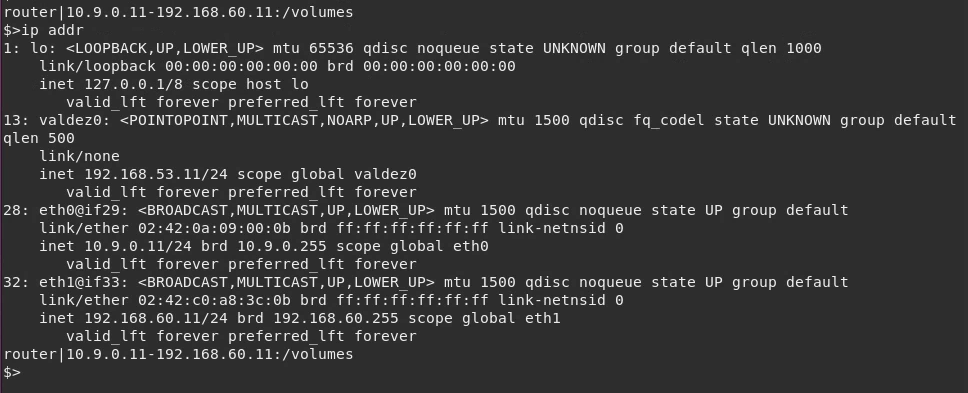 router|10.9.0.11-192.168.60.11:/volumes
$>ip addr
1: lo: <LOOPBACK,UP,LOWER_UP> mtu 65536 qdisc noqueue state UNKNOWN group default qlen 1000
    link/loopback 00:00:00:00:00:00 brd 00:00:00:00:00:00
    inet 127.0.0.1/8 scope host lo
       valid_lft forever preferred_lft forever
13: valdez0: <POINTOPOINT,MULTICAST,NOARP,UP,LOWER_UP> mtu 1500 qdisc fq_codel state UNKNOWN group default
qlen 500
    link/none
    inet 192.168.53.11/24 scope global valdez0
       valid_lft forever preferred_lft forever
28: eth0@if29: <BROADCAST,MULTICAST,UP,LOWER_UP> mtu 1500 qdisc noqueue state UP group default
    link/ether 02:42:0a:09:00:0b brd ff:ff:ff:ff:ff:ff link-netnsid 0
    inet 10.9.0.11/24 brd 10.9.0.255 scope global eth0
       valid_lft forever preferred_lft forever
32: eth1@if33: <BROADCAST,MULTICAST,UP,LOWER_UP> mtu 1500 qdisc noqueue state UP group default
    link/ether 02:42:c0:a8:3c:0b brd ff:ff:ff:ff:ff:ff link-netnsid 0
    inet 192.168.60.11/24 brd 192.168.60.255 scope global eth1
       valid_lft forever preferred_lft forever
router|10.9.0.11-192.168.60.11:/volumes
$>